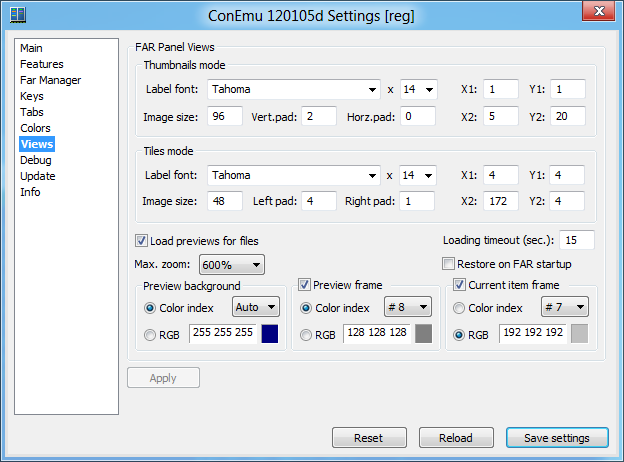 ConEmu 120105d Settings [reg]
Main
Features
Far Manager
Keys
Tabs
Colors
Views
Debug
Update
Info
FAR Panel Views
Thumbnails mode
Label font: Tahoma x 14 X1: 1 Y1: 1
Image size: 96 Vert.pad: 2 Horz.pad: 0 X2: 5 Y2: 20
Tiles mode
Label font: Tahoma x 14 X1: 4 Y1: 4
Image size: 48 Left pad: 4 Right pad: 1 X2: 172 Y2: 4
Load previews for files Loading timeout (sec.): 15
Max. zoom: 600% Restore on FAR startup
Preview background
Color index Auto
RGB 255 255 255
Preview frame
Color index # 8
RGB 128 128 128
Current item frame
Color index # 7
RGB 192 192 192
Apply
Reset Reload Save settings